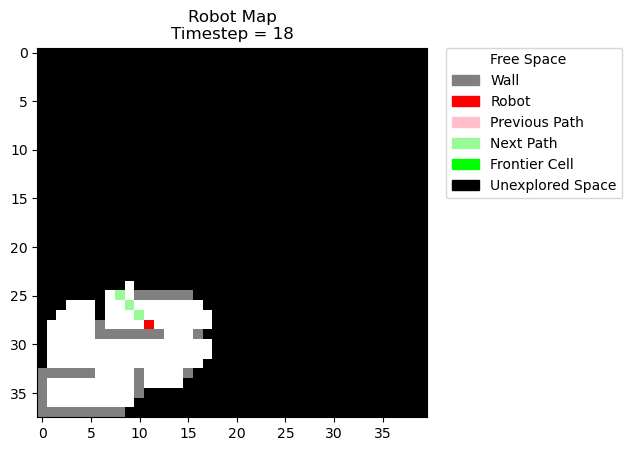 Robot Map
Timestep = 18
0
5
10
15
20
25
30
35
0
5
10
15
20
25
30
35
Free Space
Wall
Robot
Previous Path
Next Path
Frontier Cell
Unexplored Space